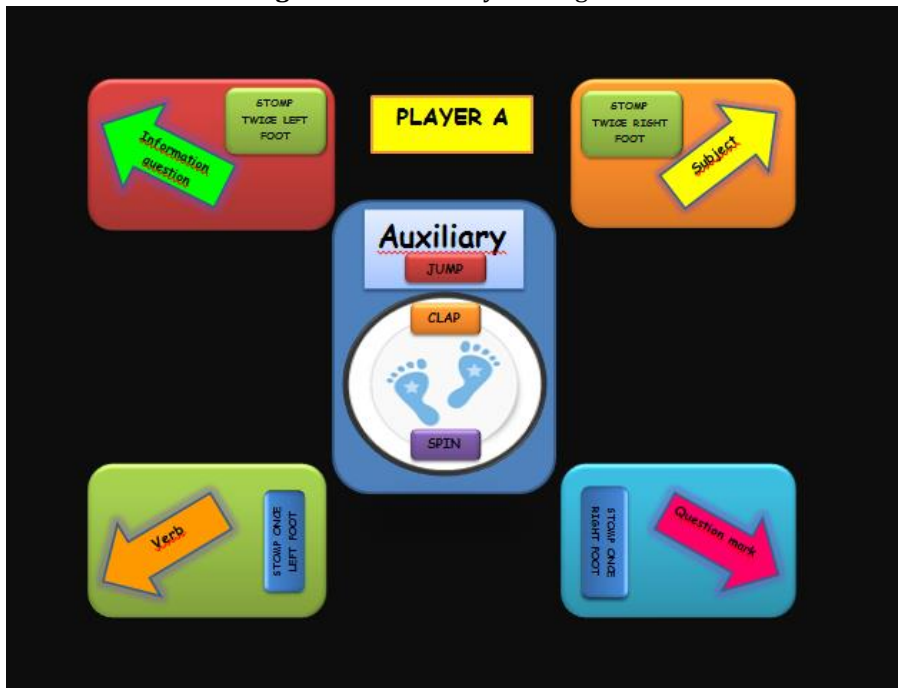 STOMP
TWICE LEFT
FOOT
Information
question
PLAYER A
STOMP
TWICE RIGHT
FOOT
Subject
Auxiliary
JUMP
CLAP
SPIN
Verb
STOMP ONCE
LEFT FOOT
STOMP ONCE
RIGHT FOOT
Question mark